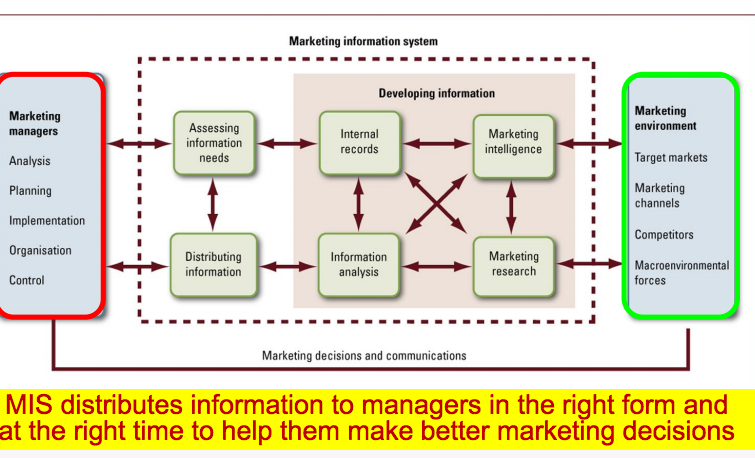 Marketing information system
Developing information
Marketing
managers
Analysis
Planning
Implementation
Organisation
Control
Assessing
information
needs
Internal
records
Marketing
intelligence
Distributing
information
Information
analysis
Marketing
research
Marketing
environment
Target markets
Marketing
channels
Competitors
Macroenvironmental
forces
Marketing decisions and communications
MIS distributes information to managers in the right form and
at the right time to help them make better marketing decisions